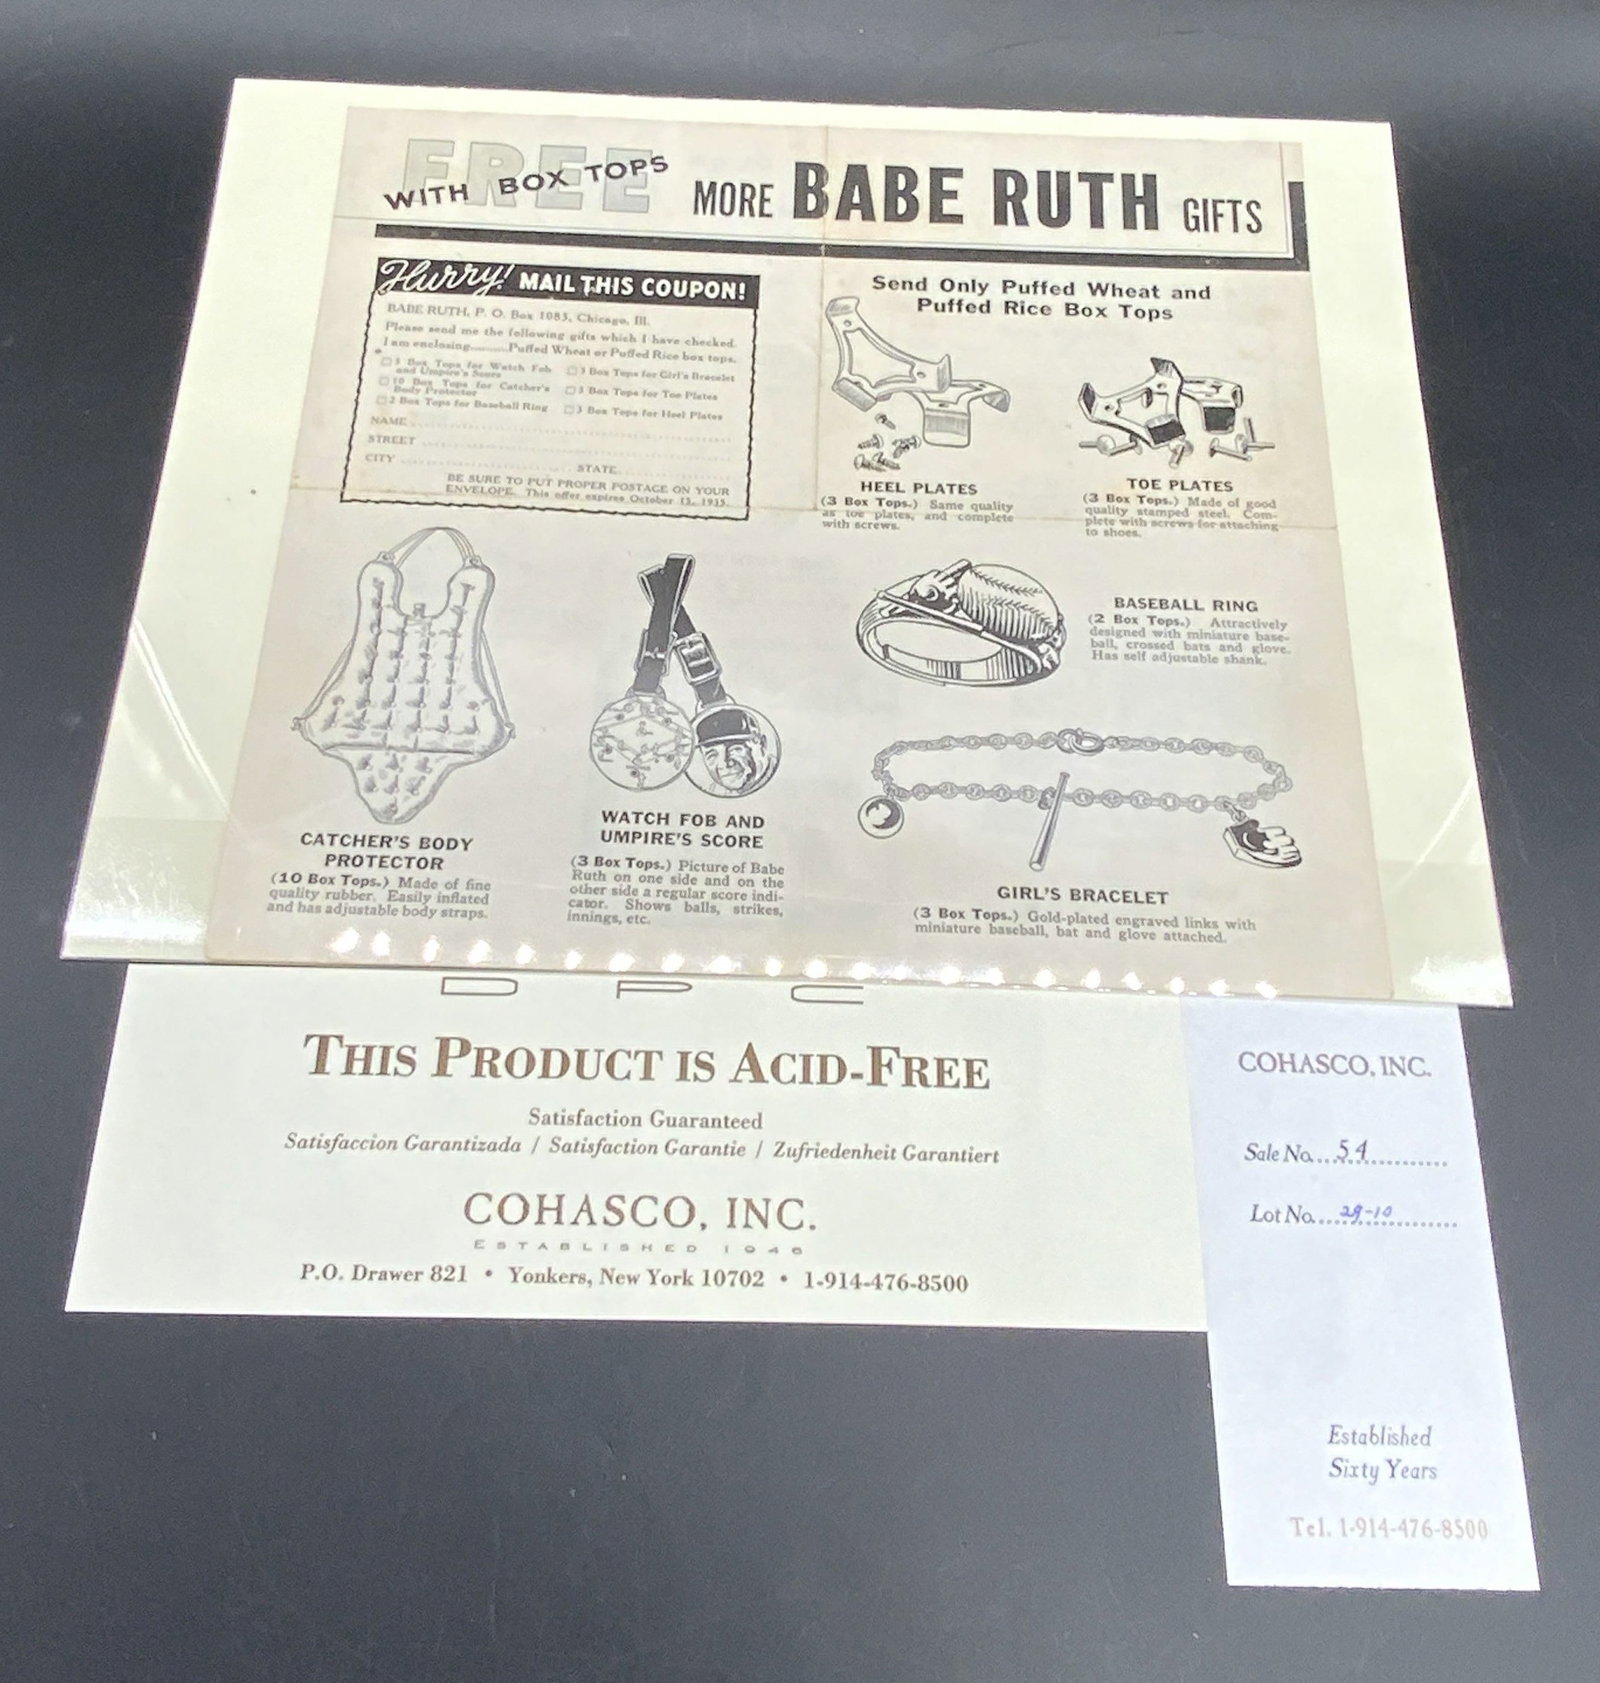 FREE
WITH BOX TOPS
MORE BABE RUTH GIFTS
Hurry! MAIL THIS COUPON!
BABE RUTH, P. O. Box 1083, Chicago, Ill.
Please send me the following gifts which I have checked.
I am enclosing..........Puffed Wheat or Puffed Rice box tops.
3 Box Tops for Watch Fob
and Umpire's Score
10 Box Tops for Catcher's
Body Protector
2 Box Tops for Baseball Ring
3 Box Tops for Girl's Bracelet
3 Box Tops for Toe Plates
3 Box Tops for Heel Plates
NAME
STREET
CITY STATE
BE SURE TO PUT PROPER POSTAGE ON YOUR
ENVELOPE. This offer expires October 13, 1935.
Send Only Puffed Wheat and
Puffed Rice Box Tops
HEEL PLATES
(3 Box Tops.) Same quality
as toe plates, and complete
with screws.
TOE PLATES
(3 Box Tops.) Made of good
quality stamped steel. Com-
plete with screws for attaching
to shoes.
BASEBALL RING
(2 Box Tops.) Attractively
designed with miniature base-
ball, crossed bats and glove.
Has self adjustable shank.
CATCHER'S BODY
PROTECTOR
(10 Box Tops.) Made of fine
quality rubber. Easily inflated
and has adjustable body straps.
WATCH FOB AND
UMPIRE'S SCORE
(3 Box Tops.) Picture of Babe
Ruth on one side and on the
other side a regular score indi-
cator. Shows balls, strikes,
innings, etc.
GIRL'S BRACELET
(3 Box Tops.) Gold-plated engraved links with
miniature baseball, bat and glove attached.
D P C
THIS PRODUCT IS ACID-FREE
Satisfaction Guaranteed
Satisfaccion Garantizada / Satisfaction Garantie / Zufriedenheit Garantiert
COHASCO, INC.
ESTABLISHED 1946
P.O. Drawer 821 • Yonkers, New York 10702 • 1-914-476-8500
COHASCO, INC.
Sale No....54..............
Lot No....29-10..............
Established
Sixty Years
Tel. 1-914-476-8500